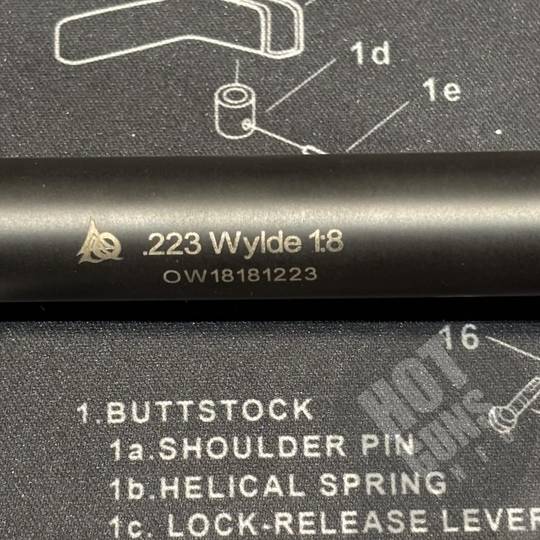 1d
1e
.223 Wylde 1:8
OW18181223
16
HOT
GUNS
1.BUTTSTOCK
1a.SHOULDER PIN
1b.HELICAL SPRING
1c. LOCK-RELEASE LEVER